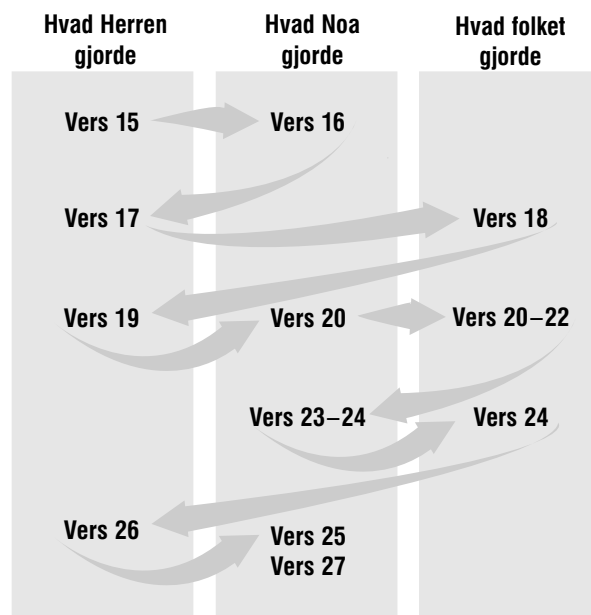 Hvad Herren gjorde
Hvad Noa gjorde
Hvad folket gjorde
Vers 15
Vers 16
Vers 17
Vers 18
Vers 19
Vers 20
Vers 20–22
Vers 23–24
Vers 24
Vers 26
Vers 25
Vers 27